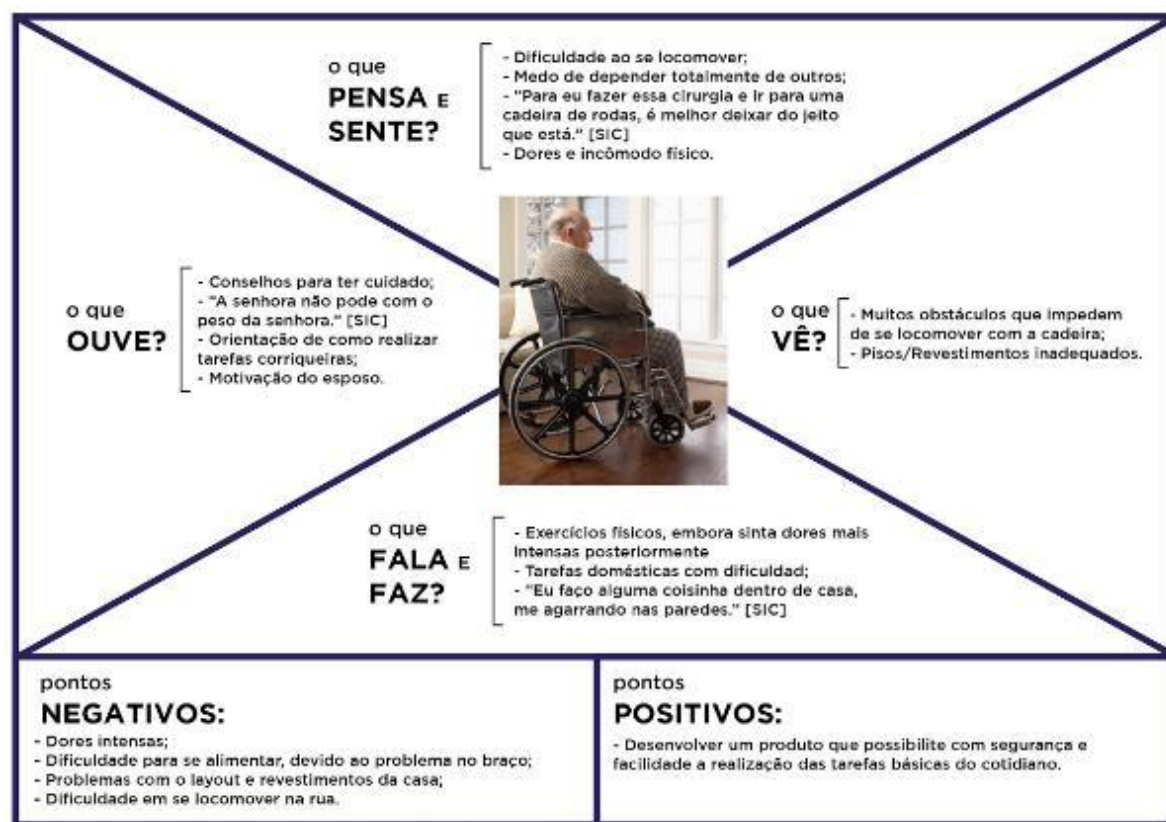 o que
PENSA E
SENTE?
- Dificuldade ao se locomover;
- Medo de depender totalmente de outros;
- "Para eu fazer essa cirurgia e ir para uma
cadeira de rodas, é melhor deixar do jeito
que está." [SIC]
- Dores e incômodo físico.
o que
OUVE?
- Conselhos para ter cuidado;
- "A senhora não pode com o
peso da senhora." [SIC]
- Orientação de como realizar
tarefas corriqueiras;
- Motivação do esposo.
o que
VÊ?
- Muitos obstáculos que impedem
de se locomover com a cadeira;
- Pisos/Revestimentos inadequados.
o que
FALA E
FAZ?
- Exercícios físicos, embora sinta dores mais
intensas posteriormente
- Tarefas domésticas com dificuldad;
- "Eu faço alguma coisinha dentro de casa,
me agarrando nas paredes." [SIC]
pontos
NEGATIVOS:
- Dores intensas;
- Dificuldade para se alimentar, devido ao problema no braço;
- Problemas com o layout e revestimentos da casa;
- Dificuldade em se locomover na rua.
pontos
POSITIVOS:
- Desenvolver um produto que possibilite com segurança e
facilidade a realização das tarefas básicas do cotidiano.